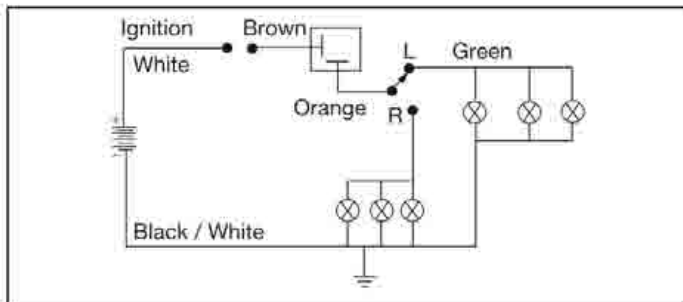 Ignition
Brown
White
L
Green
Orange
R
+
-
Black / White